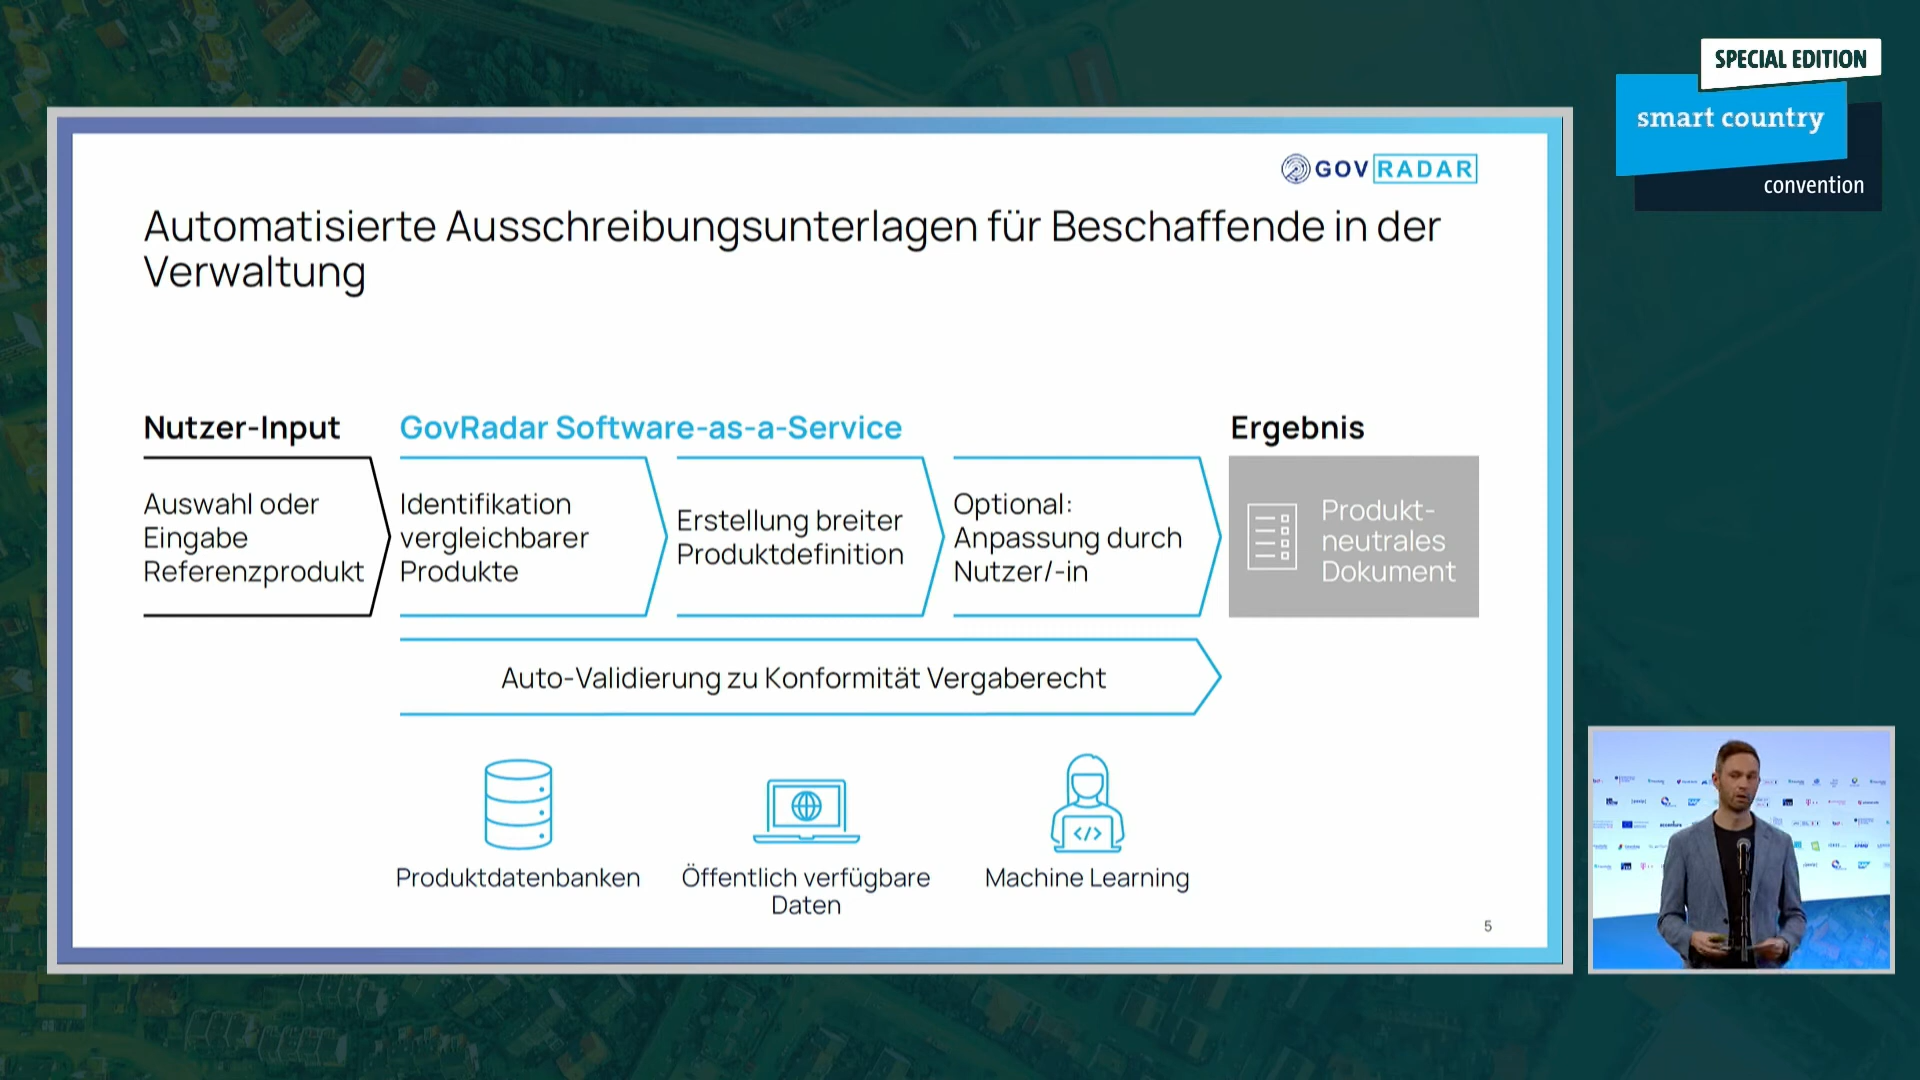 SPECIAL EDITION
smart country
convention
GOVRADAR
Automatisierte Ausschreibungsunterlagen für Beschaffende in der
Verwaltung
Nutzer-Input
GovRadar Software-as-a-Service
Ergebnis
Auswahl oder
Eingabe
Referenzprodukt
Identifikation
vergleichbarer
Produkte
Erstellung breiter
Produktdefinition
Optional:
Anpassung durch
Nutzer/-in
Produkt-
neutrales
Dokument
Auto-Validierung zu Konformität Vergaberecht
</>
Produktdatenbanken
Öffentlich verfügbare
Daten
Machine Learning
5